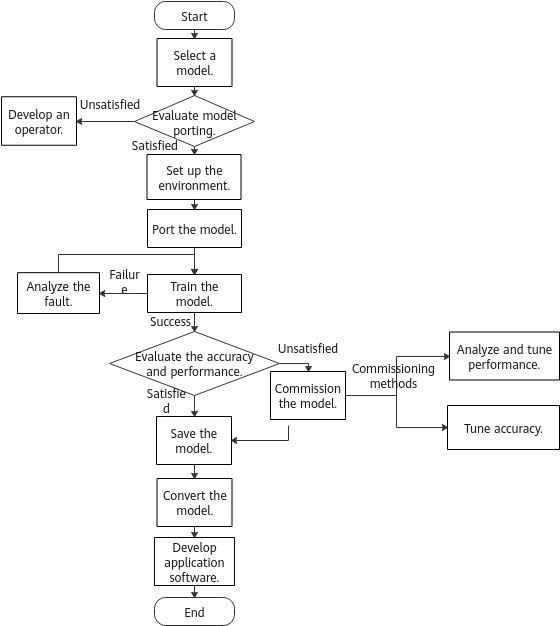 Start
Select a
model.
Unsatisfied
Develop an
operator.
Evaluate model
porting.
Satisfied
Set up the
environment.
Port the model.
Failur
e
Analyze the
fault.
Train the
model.
Success
Evaluate the accuracy
and performance.
Unsatisfied
Commissioning
methods
Analyze and tune
performance.
Commission
the model.
Satisfie
d
Tune accuracy.
Save the
model.
Convert the
model.
Develop
application
software.
End